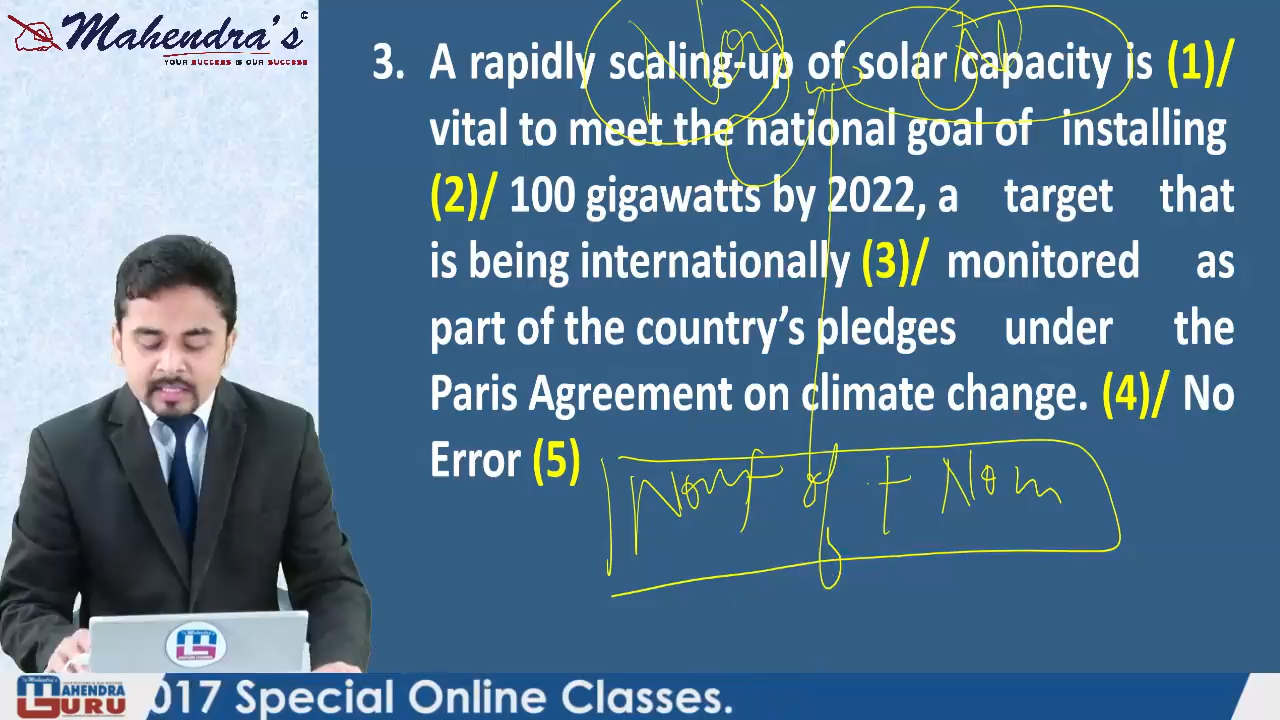 Mahendra's
YOUR SUCCESS IS OUR SUCCESS
3. A rapidly scaling-up of solar capacity is (1)/
vital to meet the national goal of installing
(2)/ 100 gigawatts by 2022, a target that
is being internationally (3)/ monitored as
part of the country's pledges under the
Paris Agreement on climate change. (4)/ No
Error (5)
of + Noun
MAHENDRA
GURU
017 Special Online Classes.